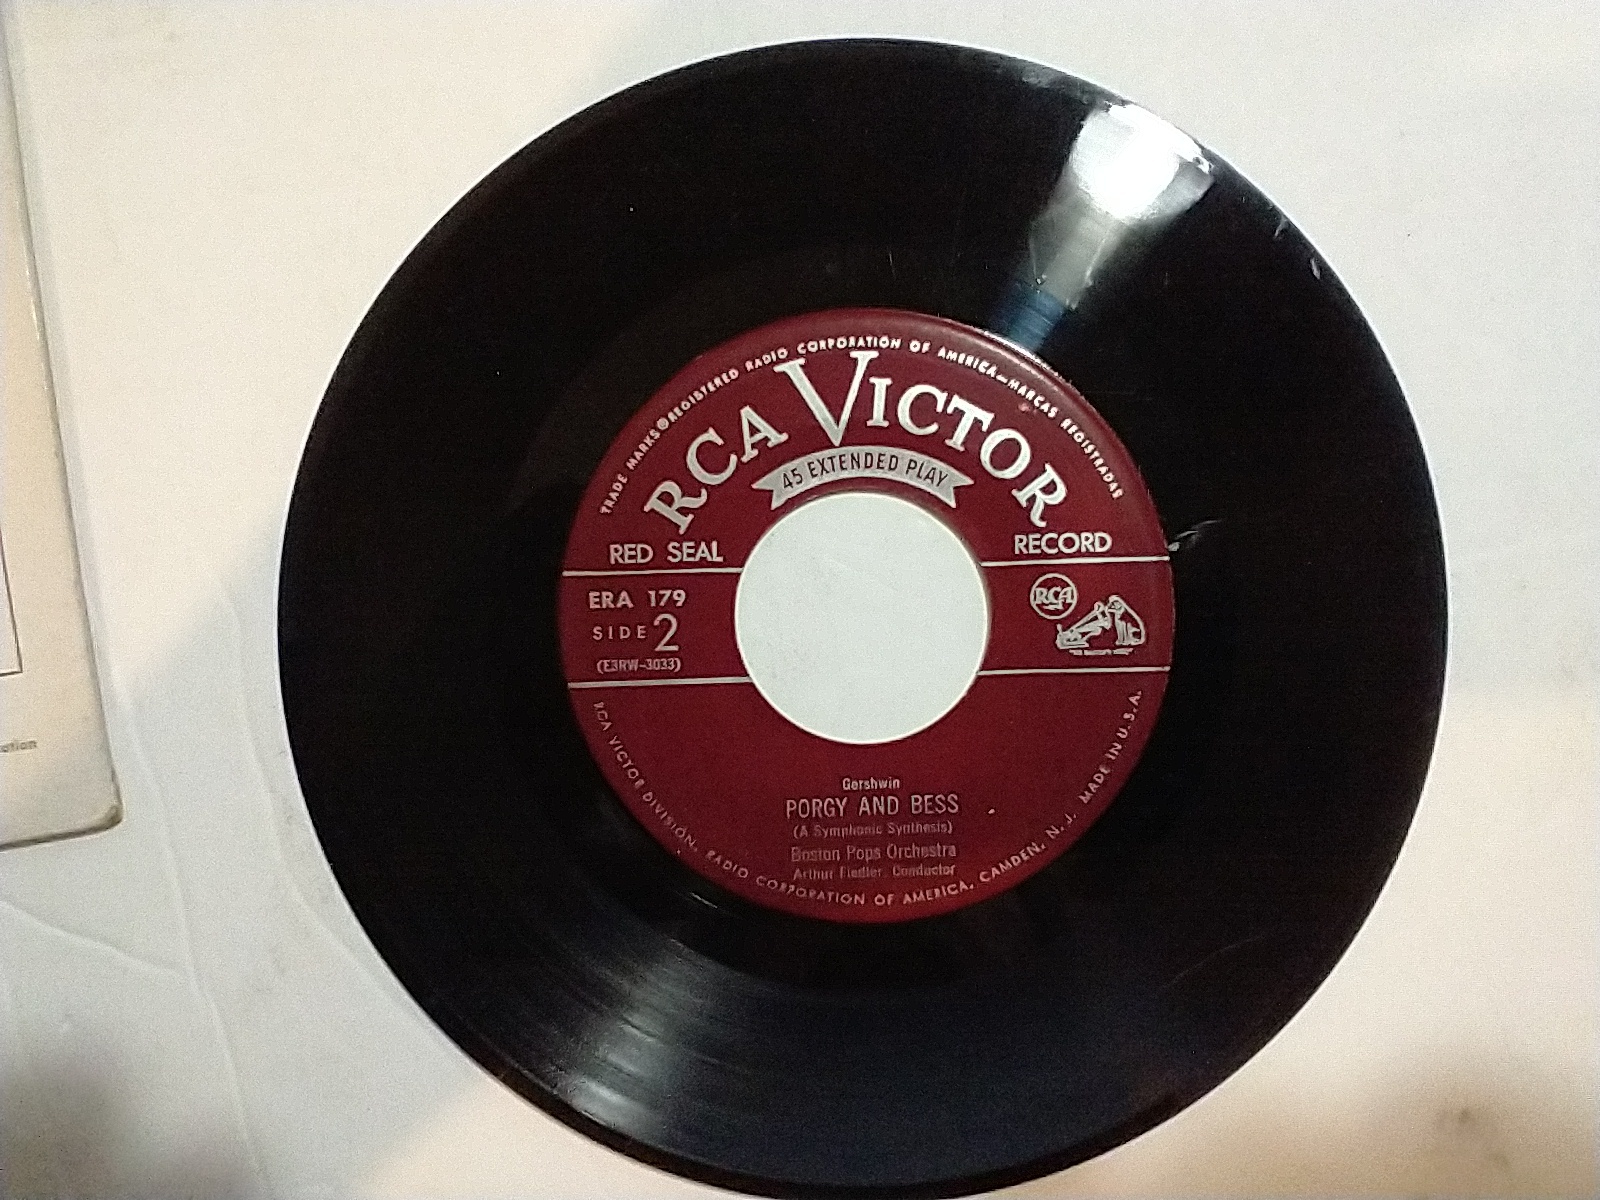 TRADE MARKS ® REGISTERED RADIO CORPORATION OF AMERICA—MARCAS REGISTRADAS
RCA VICTOR
45 EXTENDED PLAY
RED SEAL
RECORD
ERA 179
SIDE 2
(E3RW-3033)
RCA
Gershwin
PORGY AND BESS
(A Symphonic Synthesis)
Boston Pops Orchestra
Arthur Fiedler, Conductor
RCA VICTOR DIVISION, RADIO CORPORATION OF AMERICA, CAMDEN, N. J. MADE IN U. S. A.